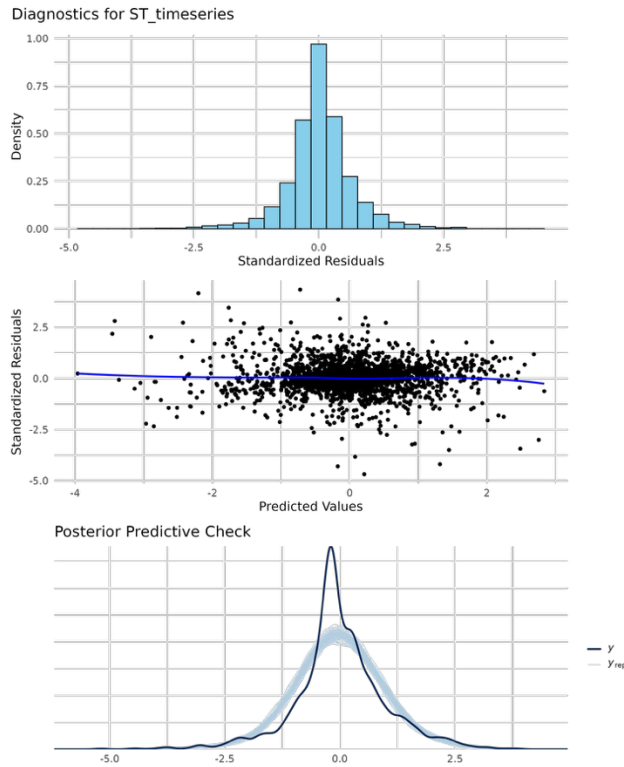 Diagnostics for ST_timeseries
1.00
0.75
0.50
0.25
0.00
Density
-5.0 -2.5 0.0 2.5
Standardized Residuals
2.5
0.0
-2.5
-5.0
Standardized Residuals
-4 -2 0 2
Predicted Values
Posterior Predictive Check
y
y rep
-5.0 -2.5 0.0 2.5